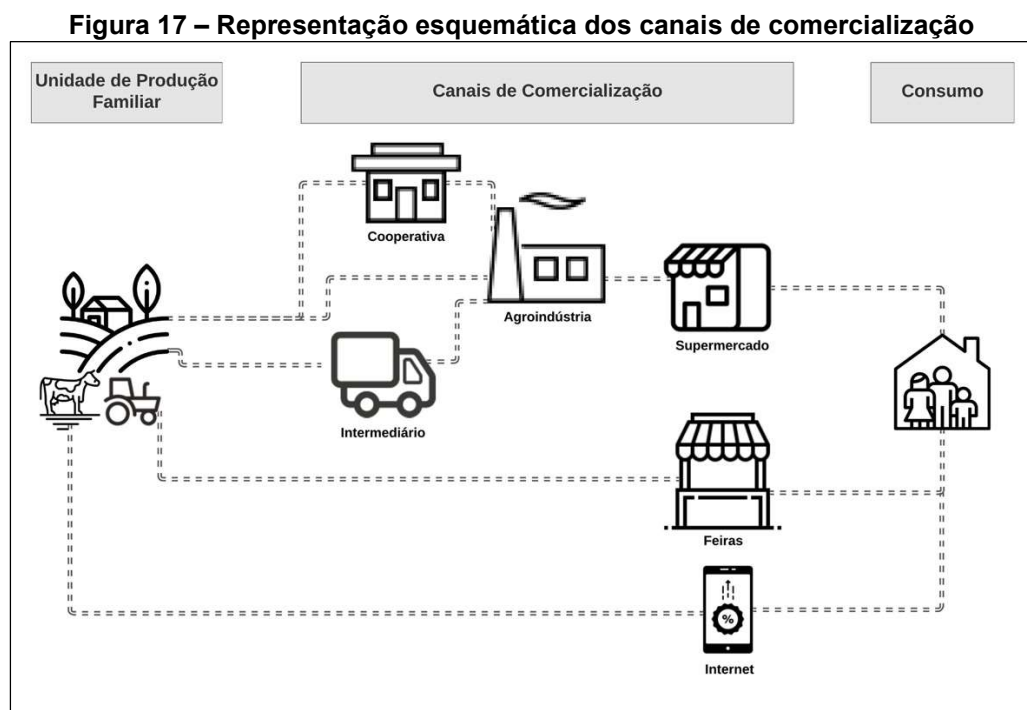 Figura 17 – Representação esquemática dos canais de comercialização
Unidade de Produção
Familiar
Canais de Comercialização
Consumo
Cooperativa
Agroindústria
Supermercado
Intermediário
Feiras
%
Internet